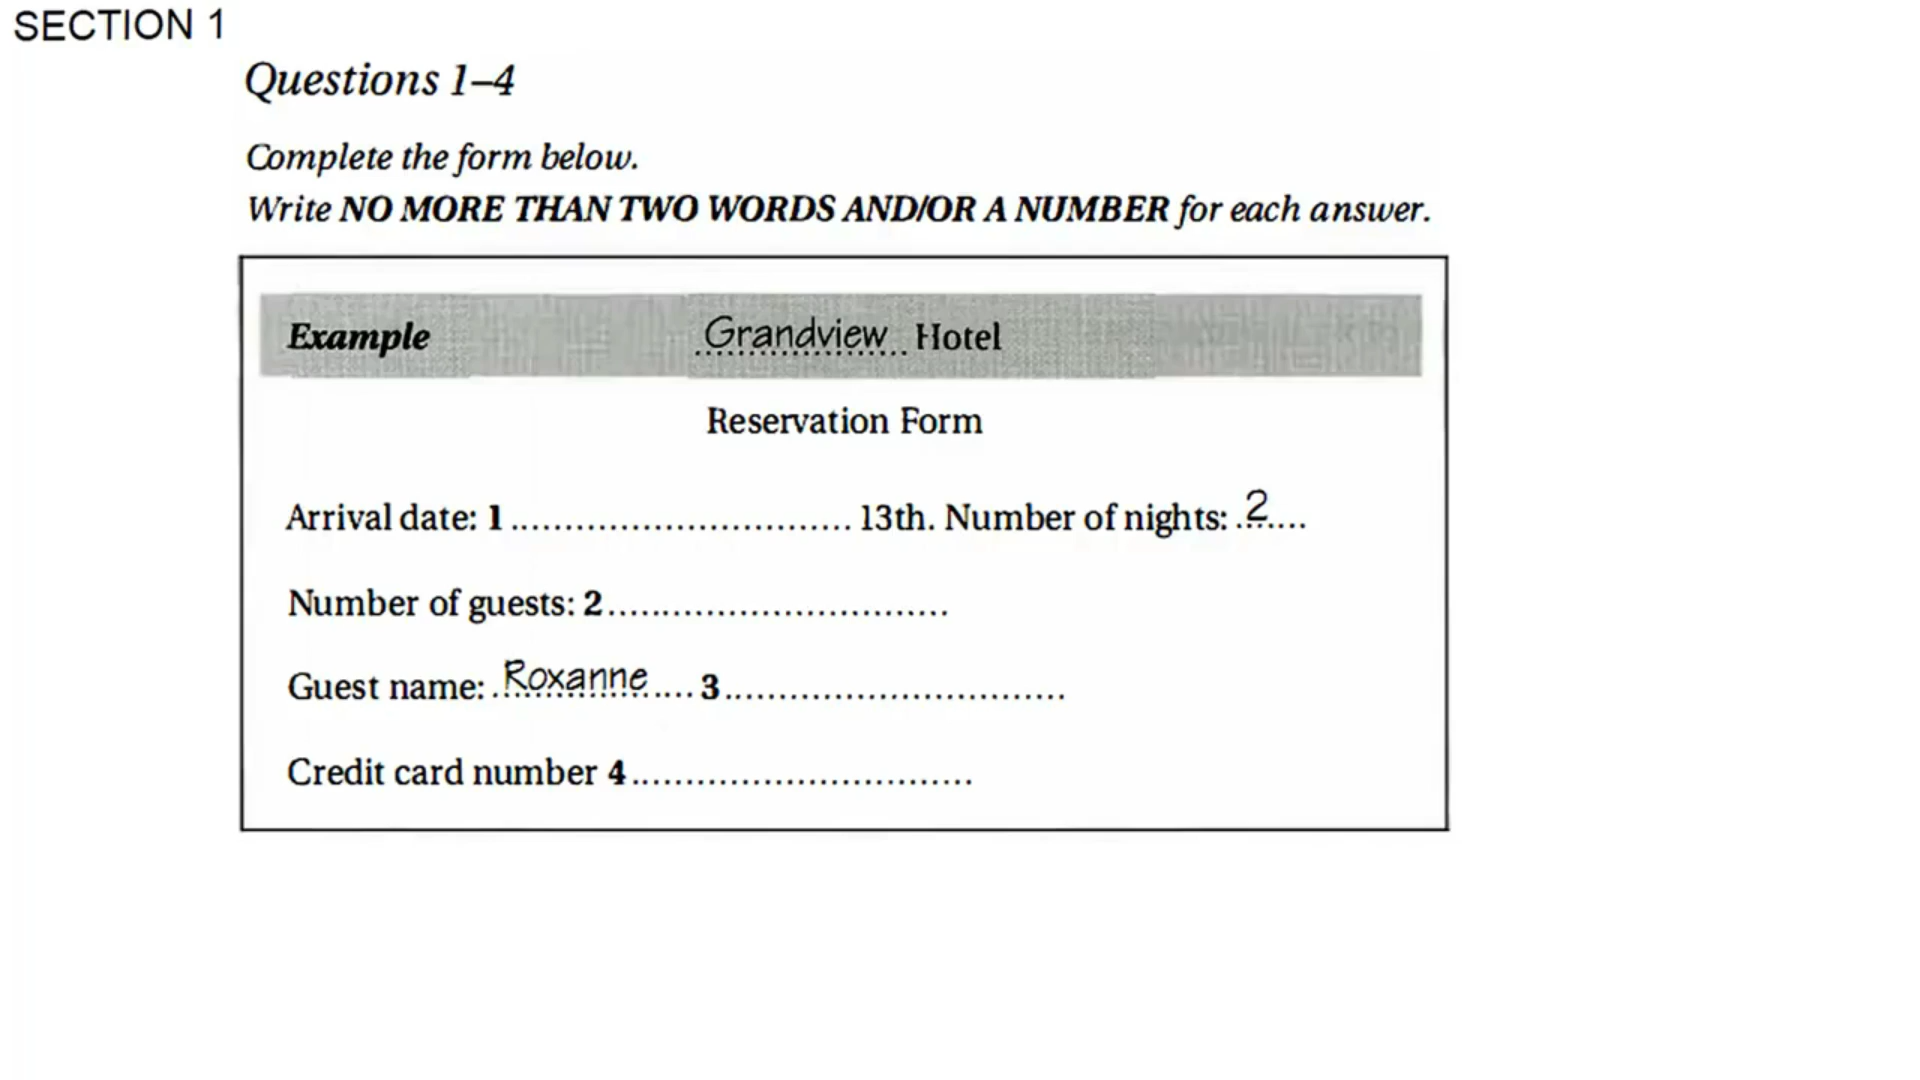 SECTION 1
Questions 1–4
Complete the form below.
Write NO MORE THAN TWO WORDS AND/OR A NUMBER for each answer.
Example Grandview Hotel
Reservation Form
Arrival date: 1 ................................ 13th. Number of nights: 2
Number of guests: 2 ................................
Guest name: Roxanne 3 ................................
Credit card number 4 ................................